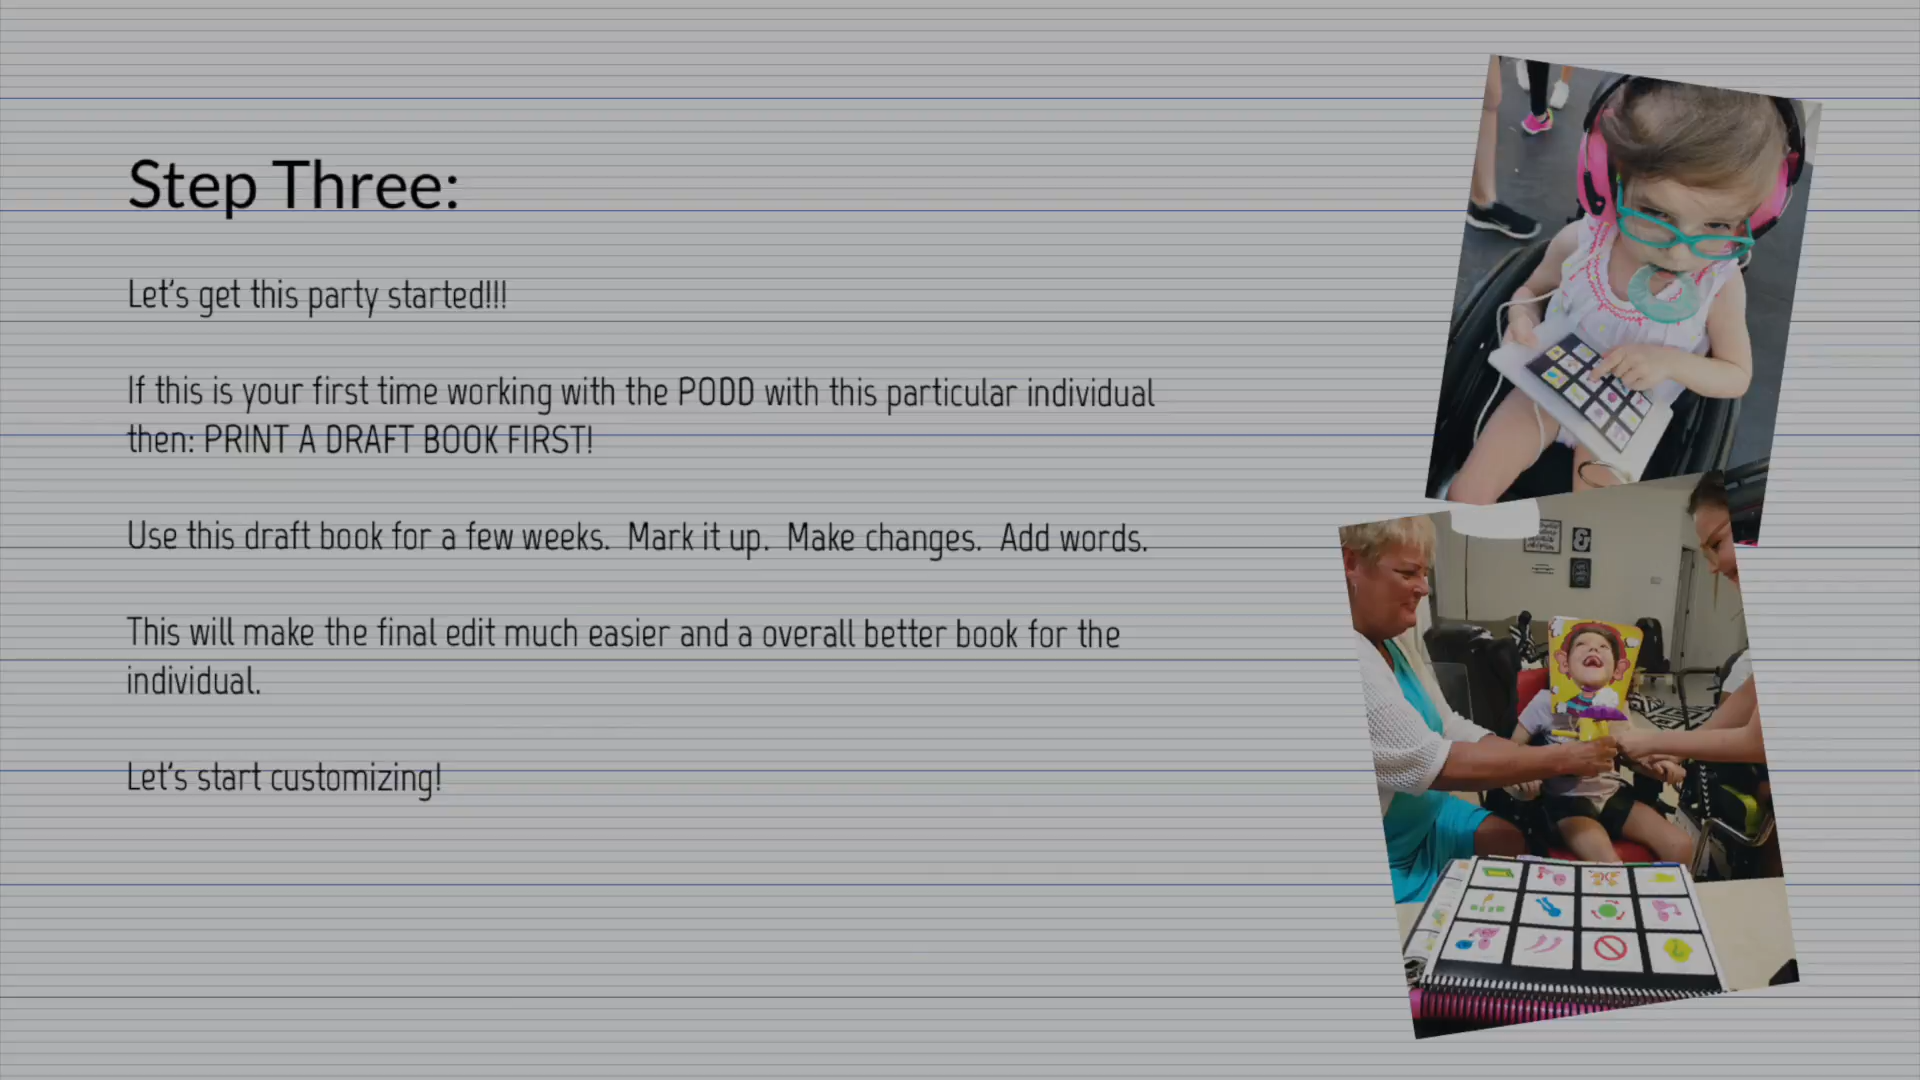 Step Three:
Let's get this party started!!!
If this is your first time working with the PODD with this particular individual
then: PRINT A DRAFT BOOK FIRST!
Use this draft book for a few weeks.  Mark it up.  Make changes.  Add words.
This will make the final edit much easier and a overall better book for the
individual.
Let's start customizing!